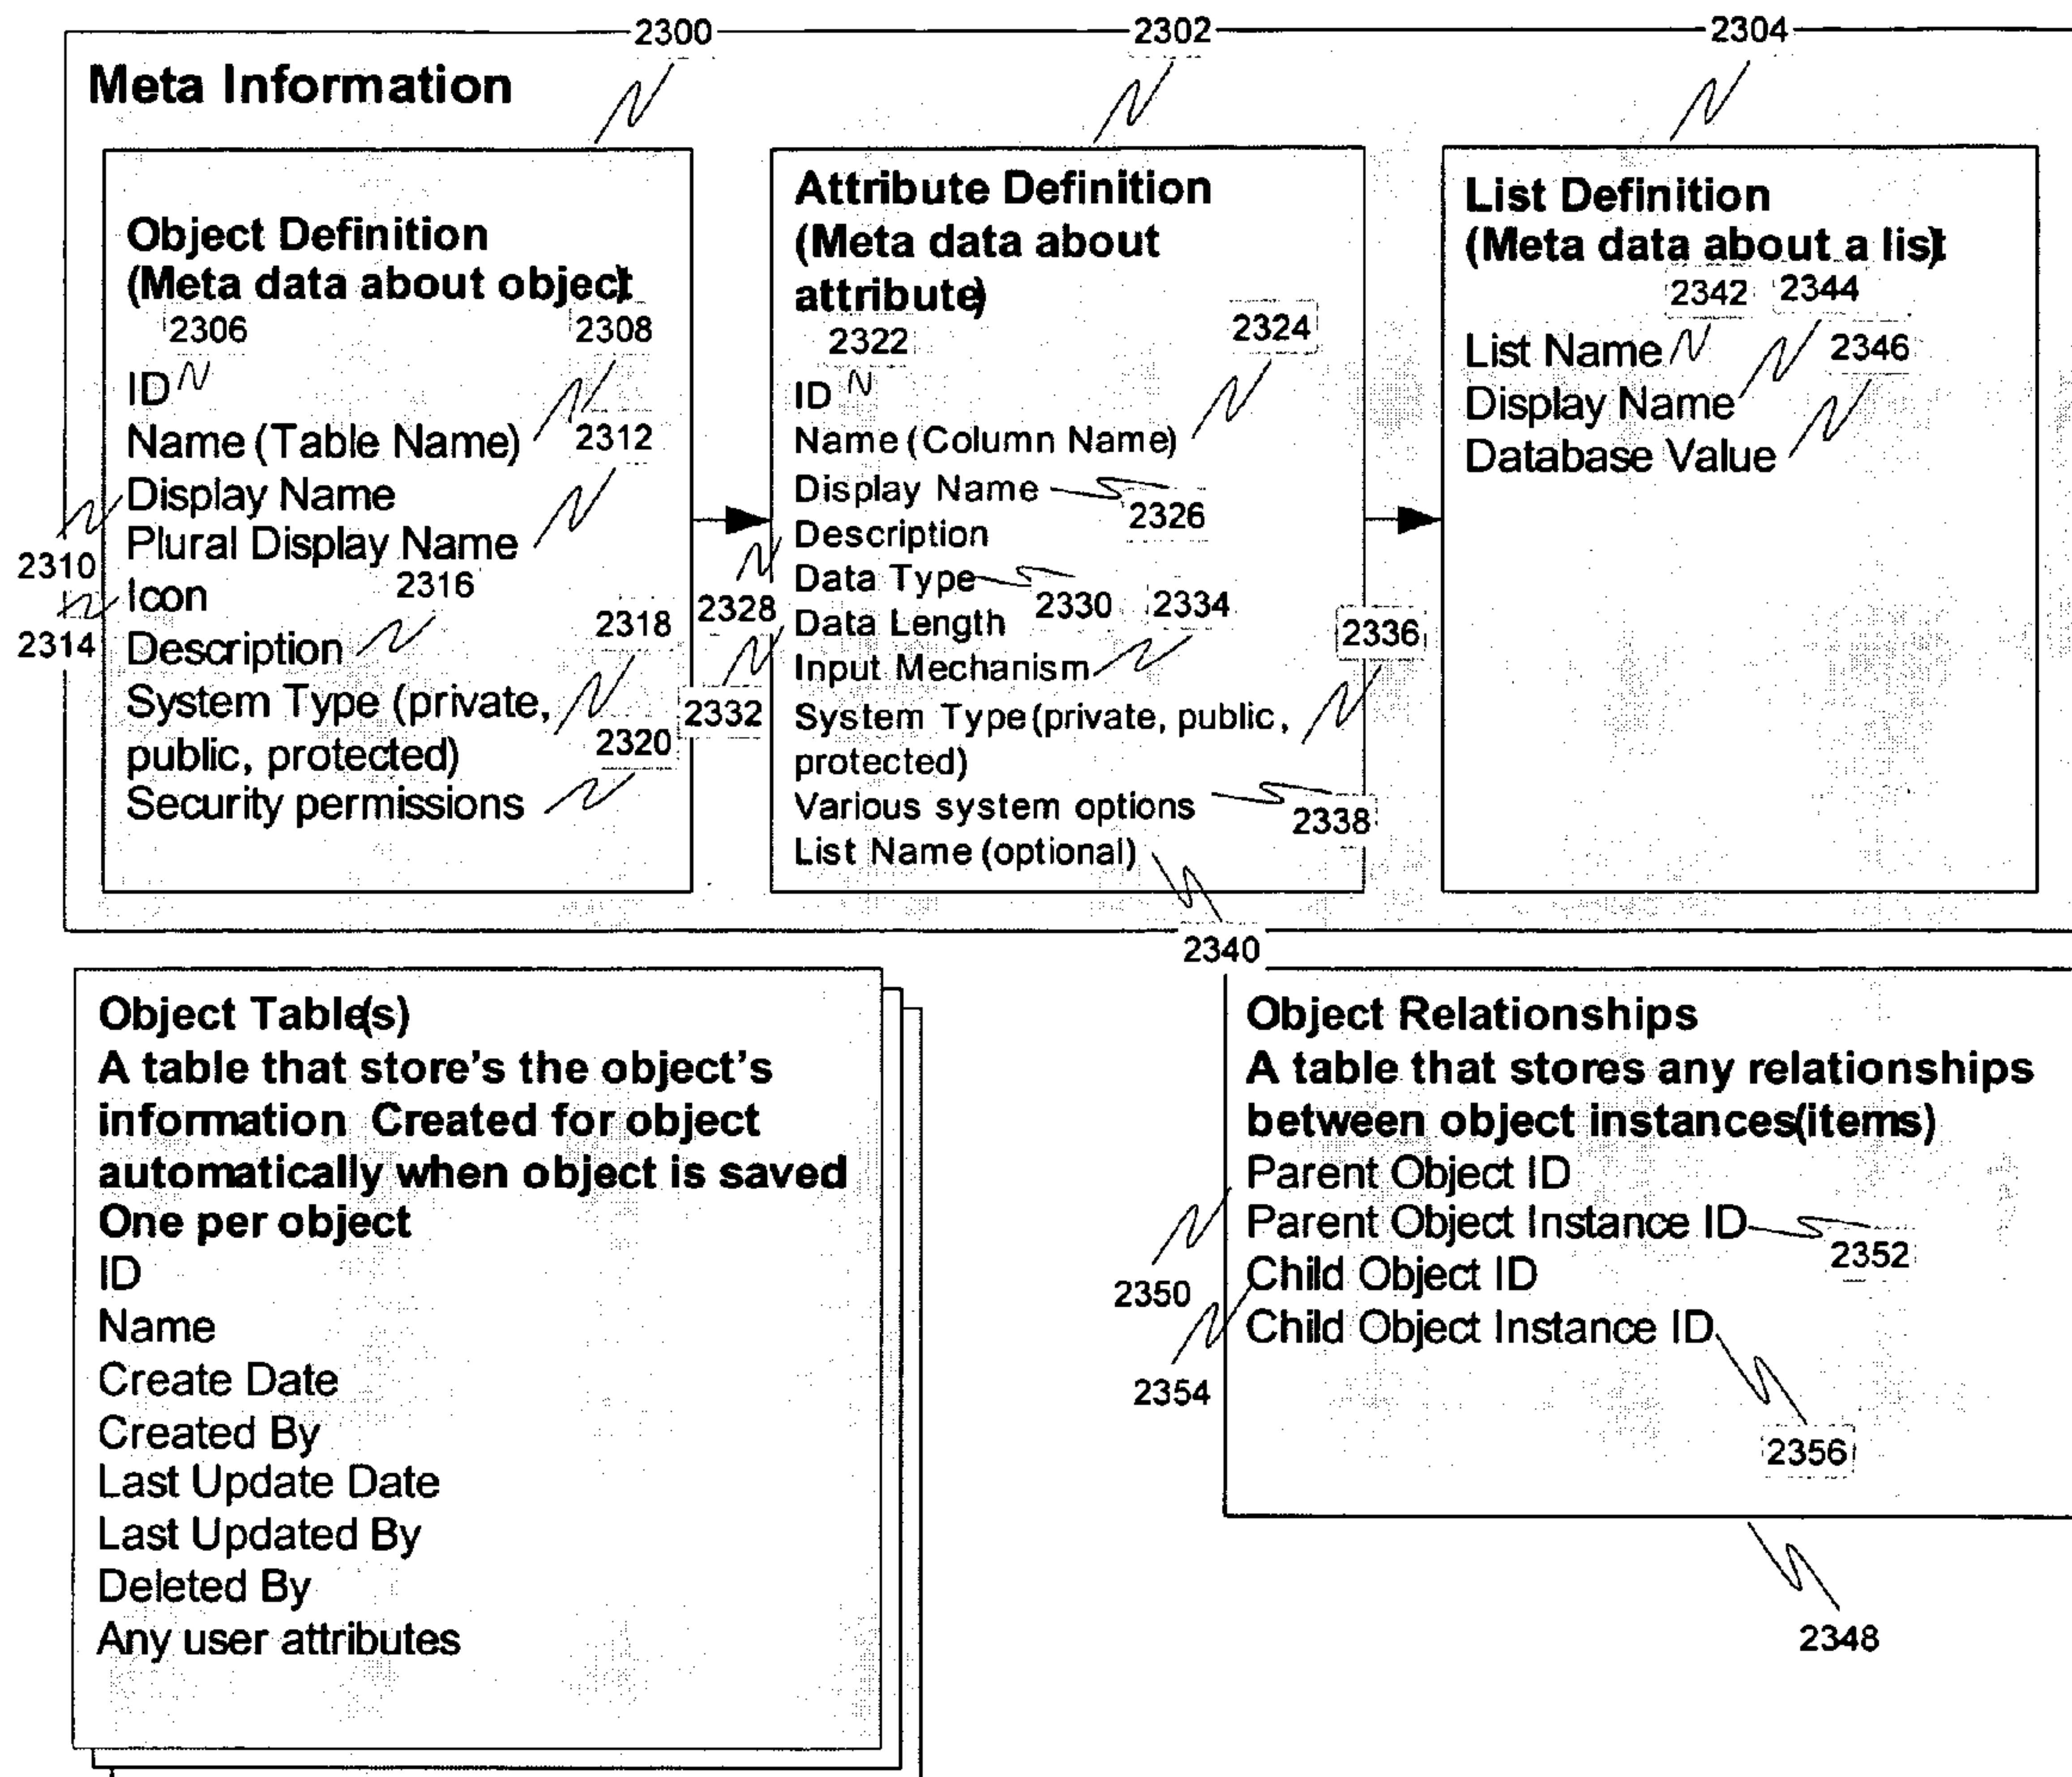 2300
2302
2304
Meta Information
Object Definition
(Meta data about object)
2306
2308
ID
Name (Table Name)
2312
Display Name
Plural Display Name
2310
2316
Icon
2314
Description
2318
System Type (private,
public, protected)
2320
Security permissions
Attribute Definition
(Meta data about
attribute)
2322
2324
ID
Name (Column Name)
Display Name
2326
Description
Data Type
2328
2330
2334
Data Length
2336
Input Mechanism
2332
System Type (private, public,
protected)
Various system options
2338
List Name (optional)
2340
List Definition
(Meta data about a list)
2342
2344
List Name
2346
Display Name
Database Value
Object Table(s)
A table that store's the object's
information Created for object
automatically when object is saved
One per object
ID
Name
Create Date
Created By
Last Update Date
Last Updated By
Deleted By
Any user attributes
Object Relationships
A table that stores any relationships
between object instances(items)
Parent Object ID
Parent Object Instance ID
2352
2350
Child Object ID
Child Object Instance ID
2354
2356
2348